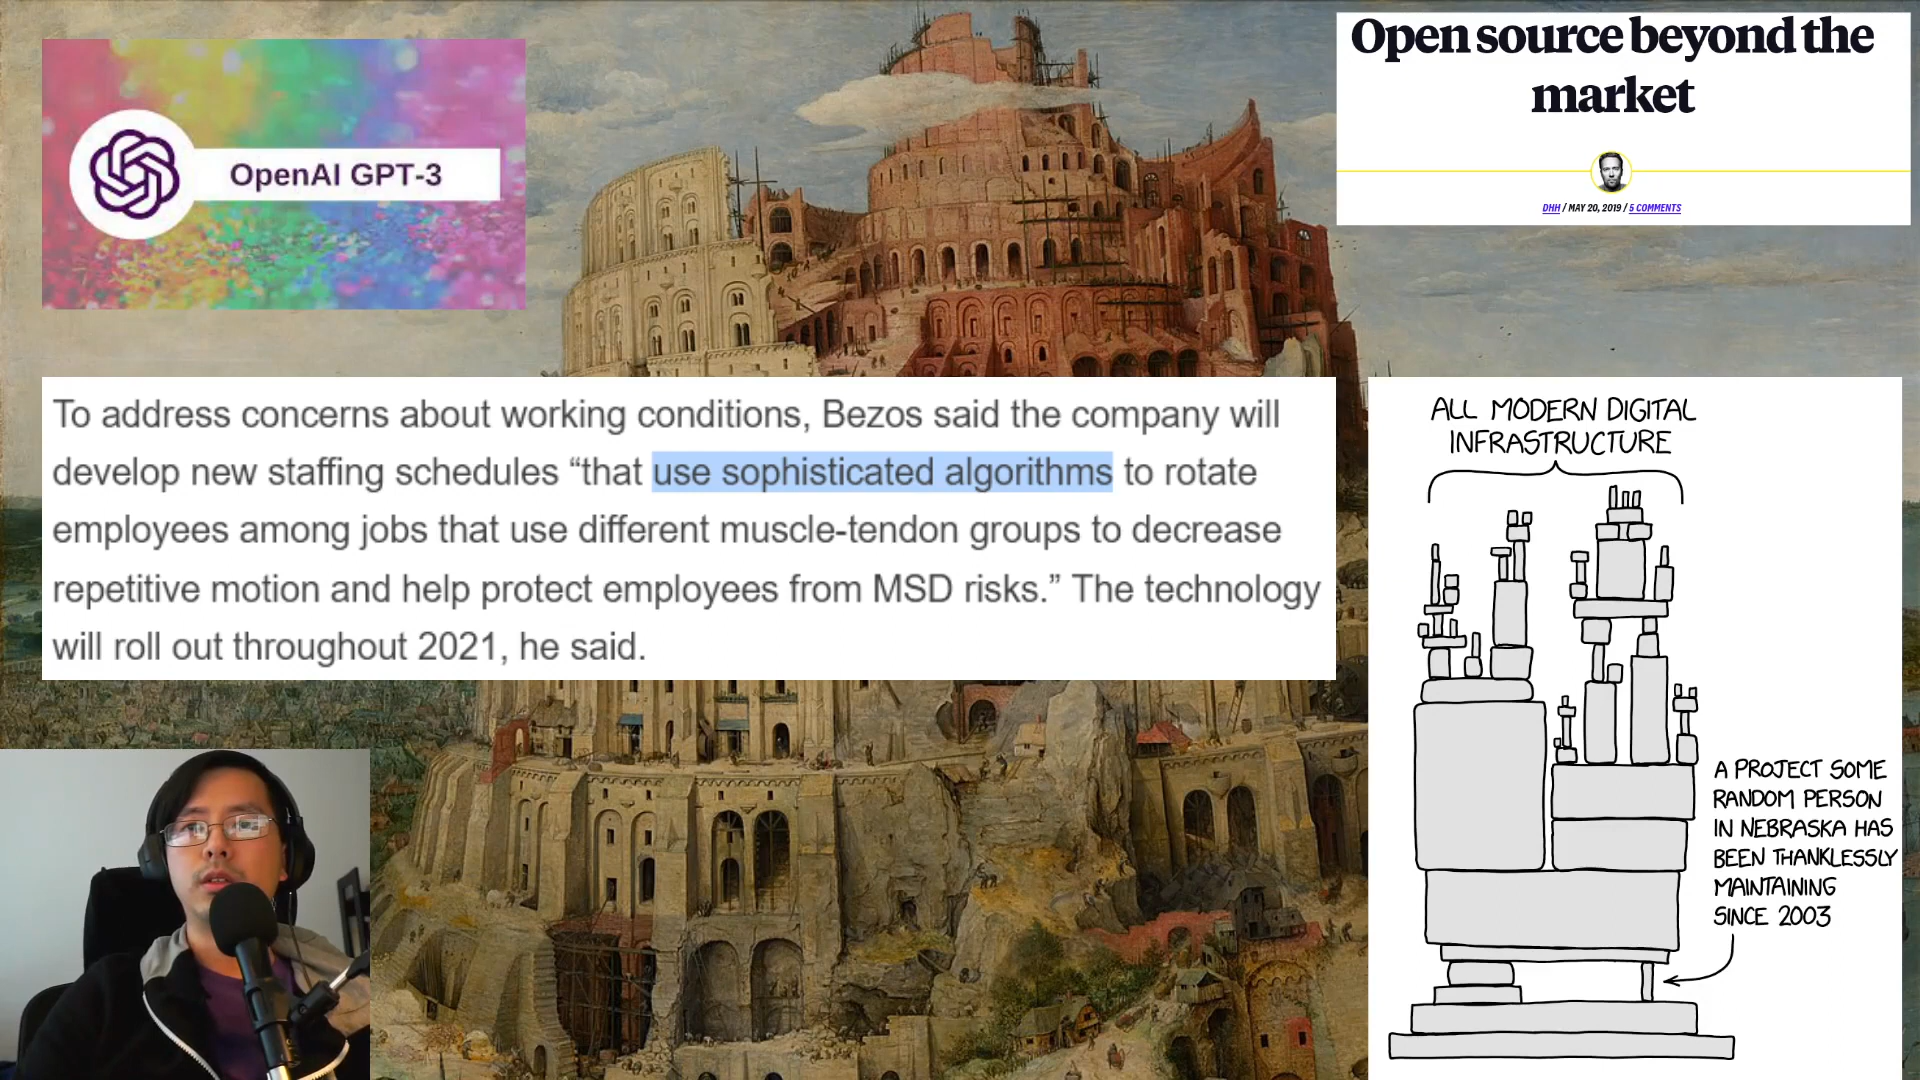 OpenAI GPT-3
Open source beyond the
market
DHH / MAY 20, 2019 / 5 COMMENTS
To address concerns about working conditions, Bezos said the company will
develop new staffing schedules “that use sophisticated algorithms to rotate
employees among jobs that use different muscle-tendon groups to decrease
repetitive motion and help protect employees from MSD risks.” The technology
will roll out throughout 2021, he said.
ALL MODERN DIGITAL
INFRASTRUCTURE
A PROJECT SOME
RANDOM PERSON
IN NEBRASKA HAS
BEEN THANKLESSLY
MAINTAINING
SINCE 2003